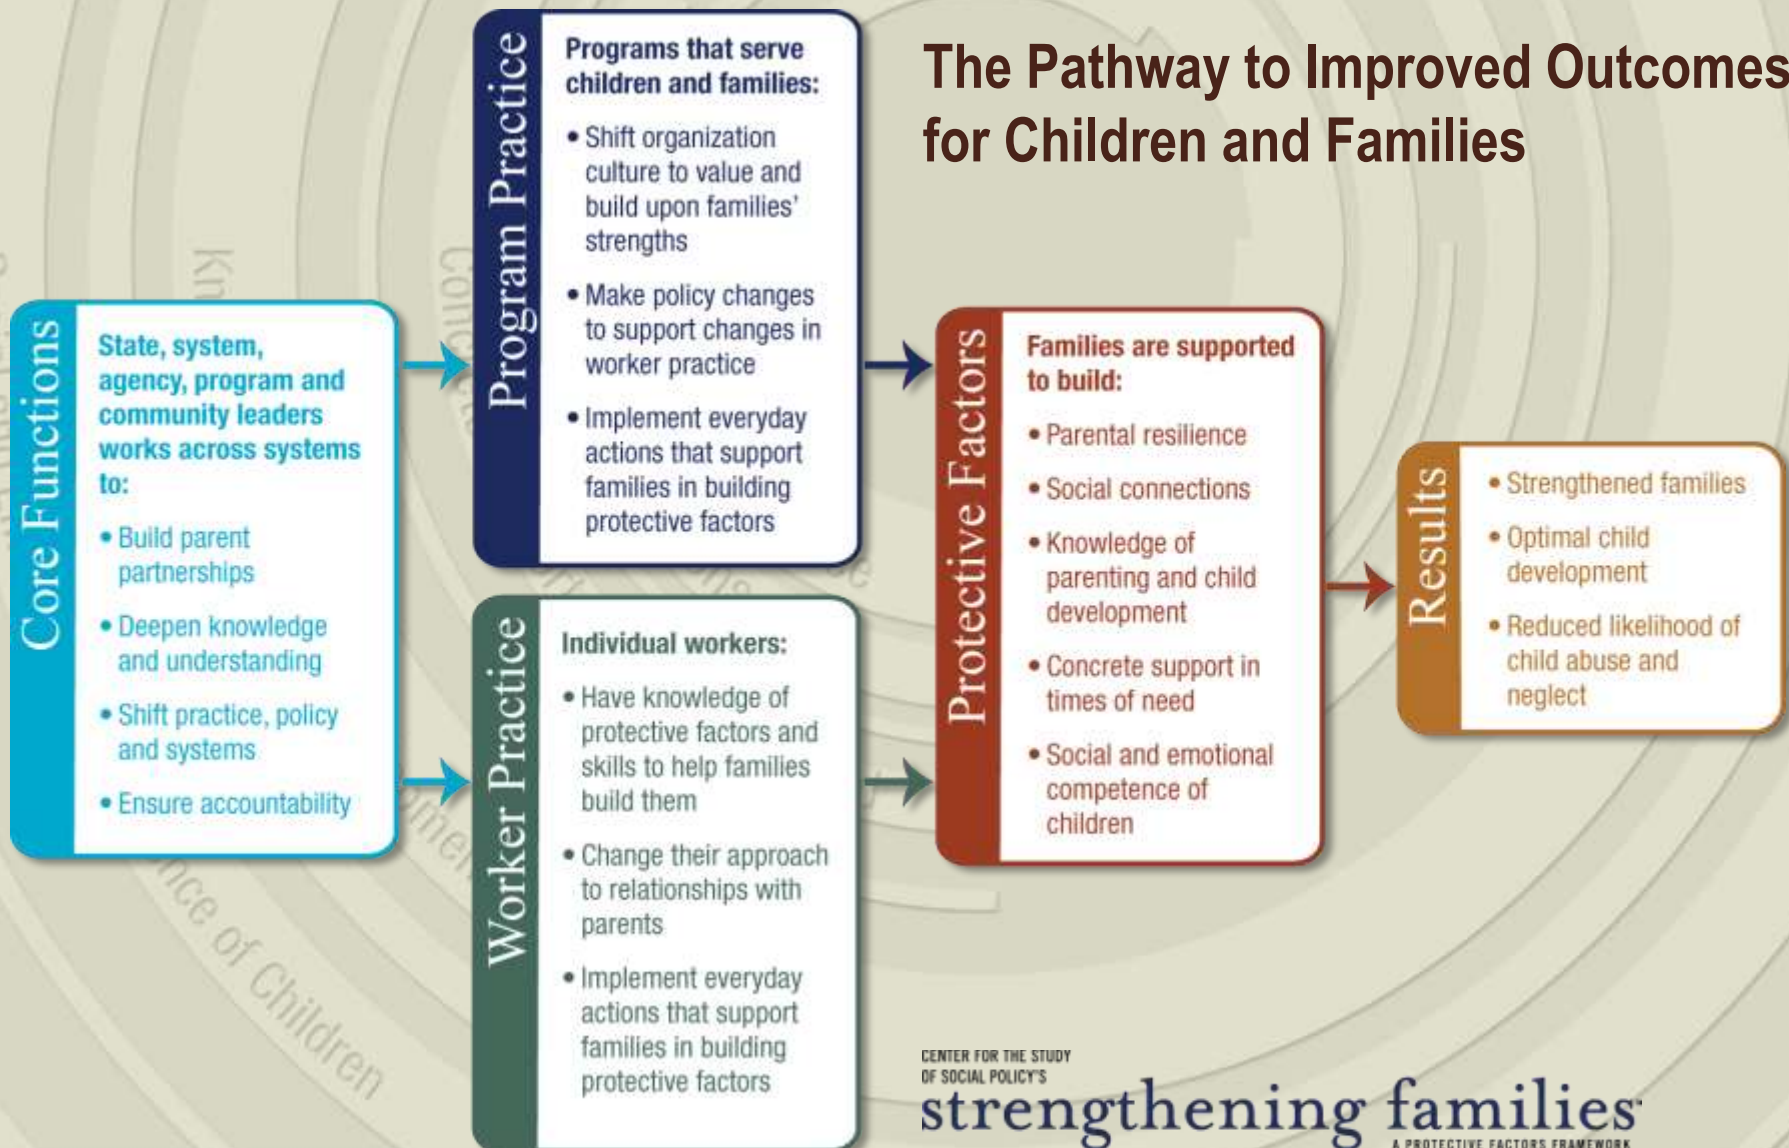 The Pathway to Improved Outcomes
for Children and Families
Core Functions
State, system,
agency, program and
community leaders
works across systems
to:
• Build parent
partnerships
• Deepen knowledge
and understanding
• Shift practice, policy
and systems
• Ensure accountability
Program Practice
Programs that serve
children and families:
• Shift organization
culture to value and
build upon families’
strengths
• Make policy changes
to support changes in
worker practice
• Implement everyday
actions that support
families in building
protective factors
Worker Practice
Individual workers:
• Have knowledge of
protective factors and
skills to help families
build them
• Change their approach
to relationships with
parents
• Implement everyday
actions that support
families in building
protective factors
Protective Factors
Families are supported
to build:
• Parental resilience
• Social connections
• Knowledge of
parenting and child
development
• Concrete support in
times of need
• Social and emotional
competence of
children
Results
• Strengthened families
• Optimal child
development
• Reduced likelihood of
child abuse and
neglect
CENTER FOR THE STUDY
OF SOCIAL POLICY’S
strengthening families
A PROTECTIVE FACTORS FRAMEWORK
of Children